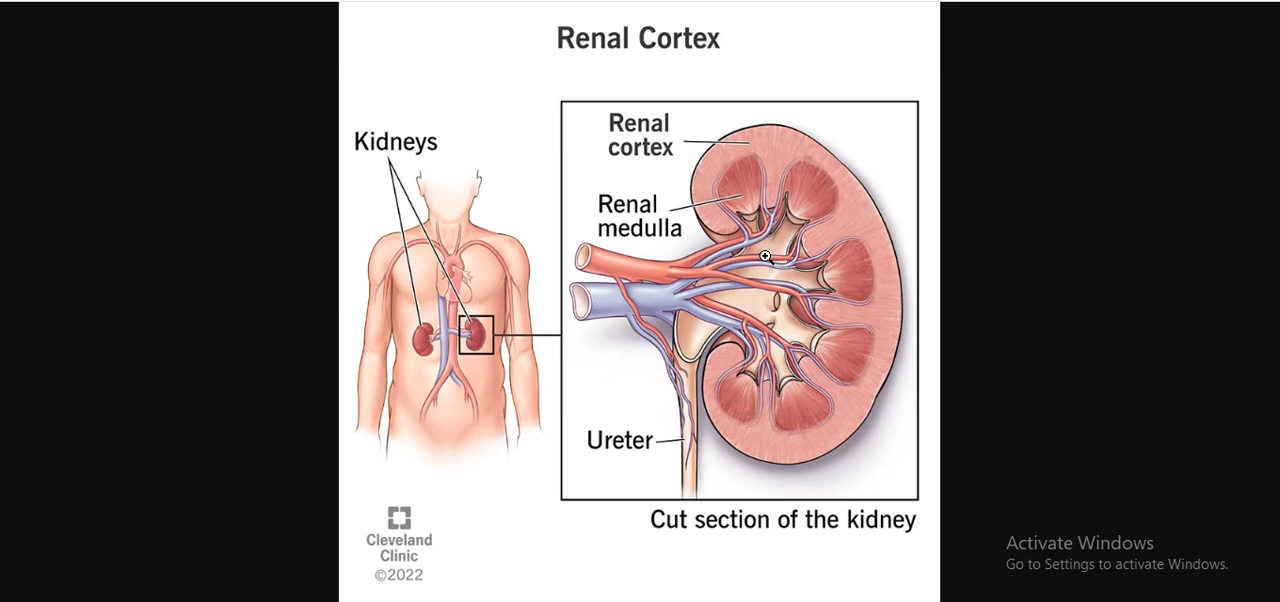 Renal Cortex
Kidneys
Renal
cortex
Renal
medulla
Ureter
Cut section of the kidney
Cleveland
Clinic
©2022
Activate Windows
Go to Settings to activate Windows.